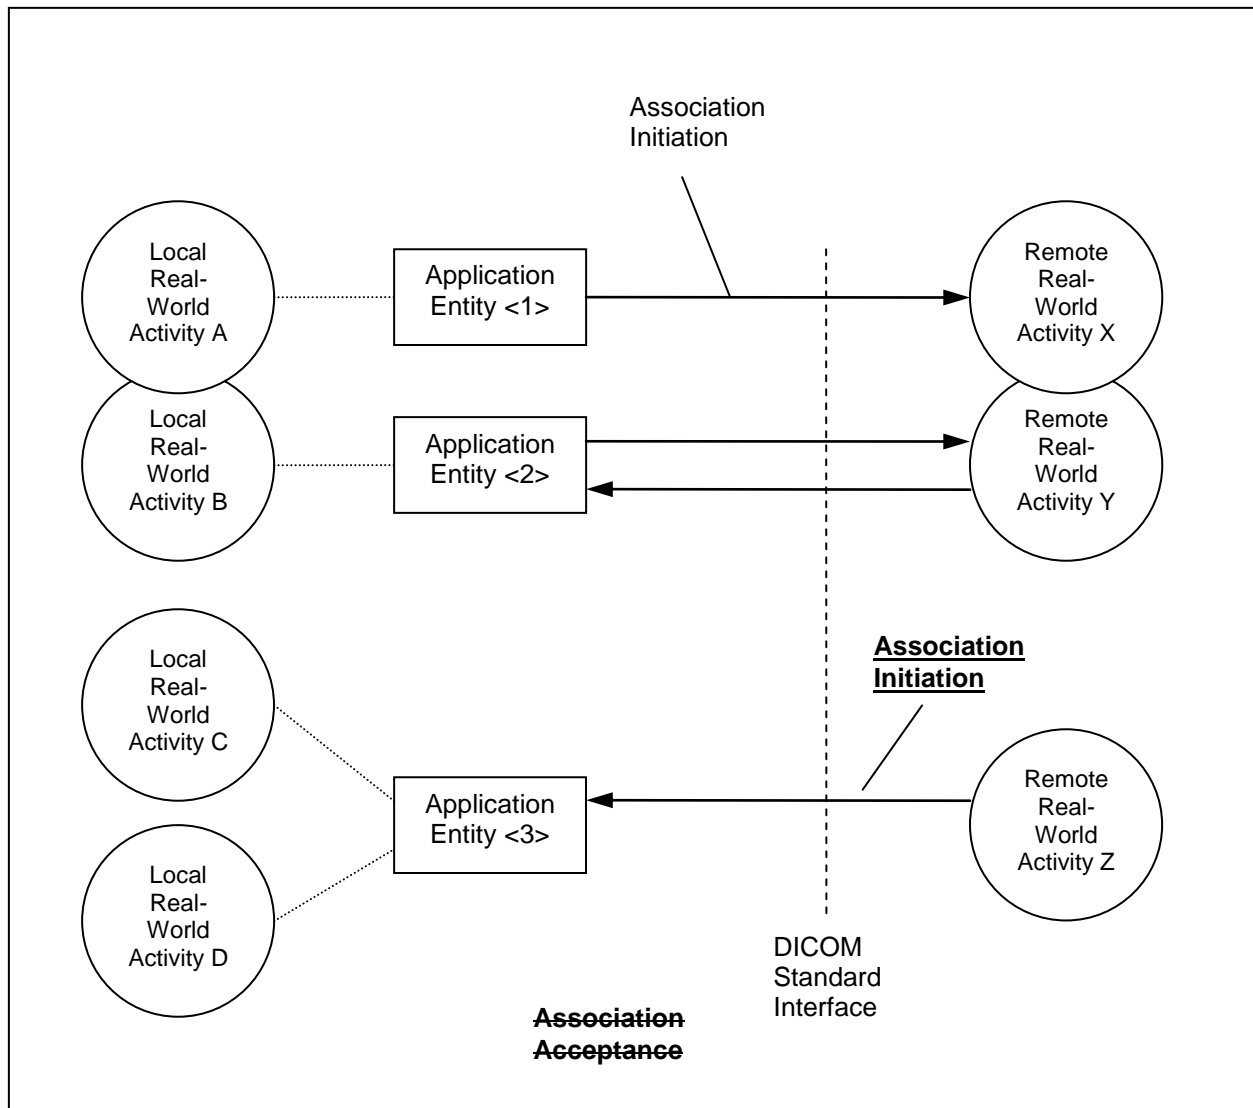 Association
Initiation
Local
Real-
World
Activity A
Application
Entity <1>
Remote
Real-
World
Activity X
Local
Real-
World
Activity B
Application
Entity <2>
Remote
Real-
World
Activity Y
Association
Initiation
Local
Real-
World
Activity C
Application
Entity <3>
Remote
Real-
World
Activity Z
Local
Real-
World
Activity D
DICOM
Standard
Interface
Association
Acceptance